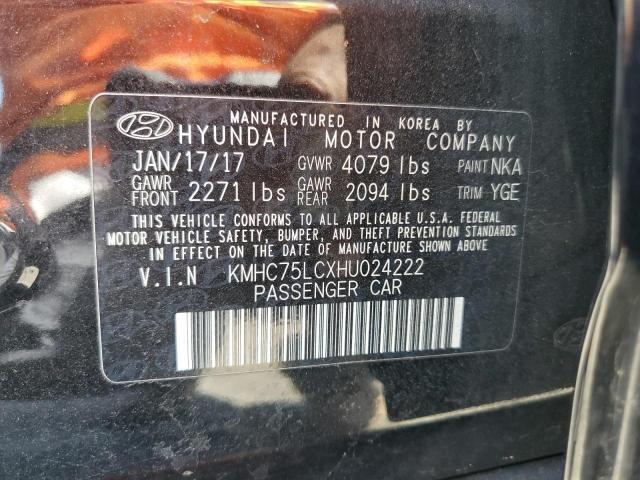 MANUFACTURED IN KOREA BY
HYUNDAI MOTOR COMPANY
JAN/17/17 GVWR 4079 lbs PAINT NKA
GAWR FRONT 2271 lbs GAWR REAR 2094 lbs TRIM YGE
THIS VEHICLE CONFORMS TO ALL APPLICABLE U.S.A. FEDERAL
MOTOR VEHICLE SAFETY, BUMPER, AND THEFT PREVENTION STANDARDS
IN EFFECT ON THE DATE OF MANUFACTURE SHOWN ABOVE
V.I.N KMHC75LCXHU024222
PASSENGER CAR